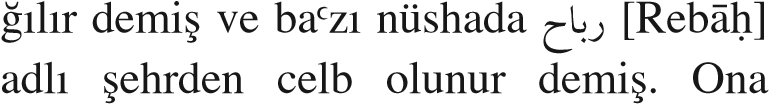 ğılır demiş ve baʿzı nüshada رباح [Rebāḥ]
adlı şehrden celb olunur demiş. Ona